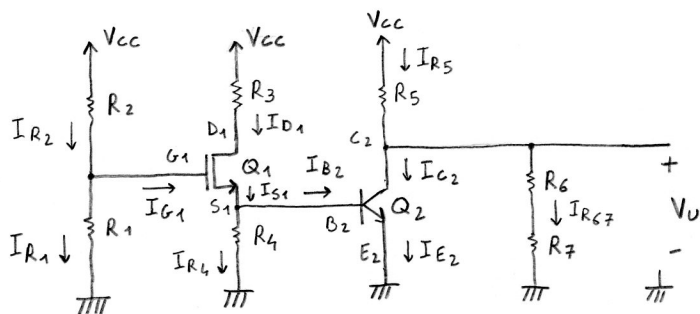 VCC
VCC
VCC
IR5
R5
R2
R3
IR2
D1
ID1
C2
G1
Q1
IB2
IC2
R6
+
IG1
IS1
S1
B2
Q2
IR67
VU
R1
R4
IR1
IR4
E2
IE2
R7
-